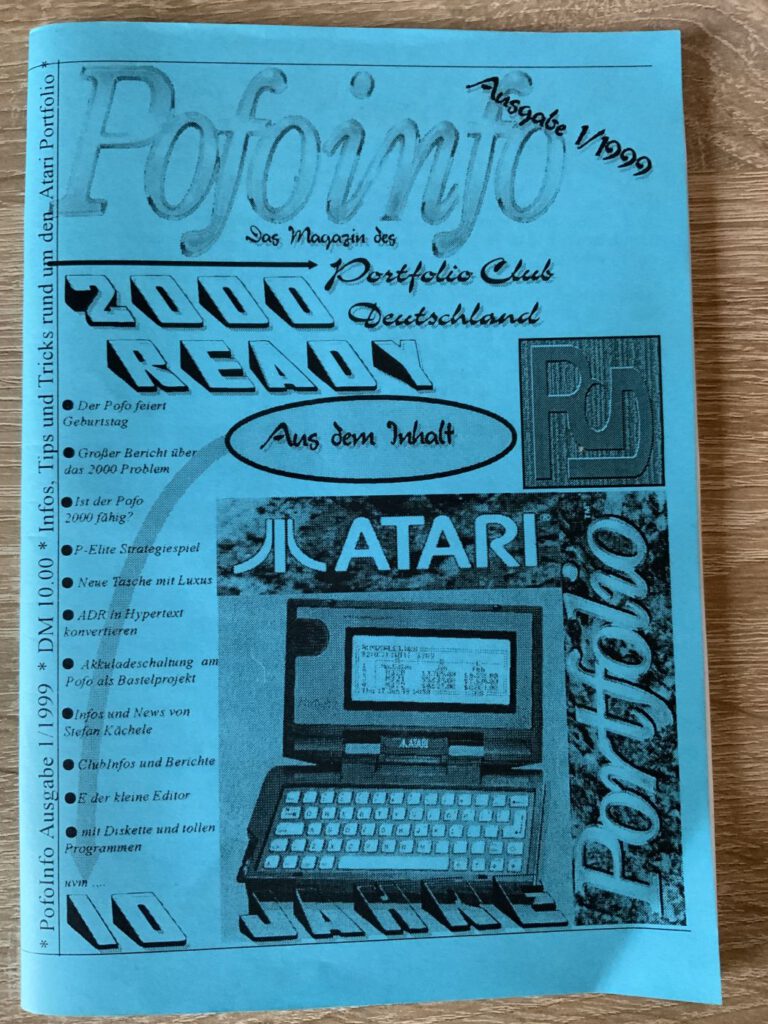 Pofoinfo
Ausgabe 1/1999
Das Magazin des
Portfolio Club
Deutschland
2000
READY
Aus dem Inhalt
PCD
● Der Pofo feiert
Geburtstag
● Großer Bericht über
das 2000 Problem
● Ist der Pofo
2000 fähig?
● P-Elite Strategiespiel
● Neue Tasche mit Luxus
● ADR in Hypertext
konvertieren
● Akkuladeschaltung am
Pofo als Bastelprojekt
● Infos und News von
Stefan Kächele
● ClubInfos und Berichte
● E der kleine Editor
● mit Diskette und tollen
Programmen
uvm ....
10 JAHRE
ATARI
Portfolio™
ATARI
* PofoInfo Ausgabe 1/1999 * DM 10.00 * Infos, Tips und Tricks rund um den Atari Portfolio *